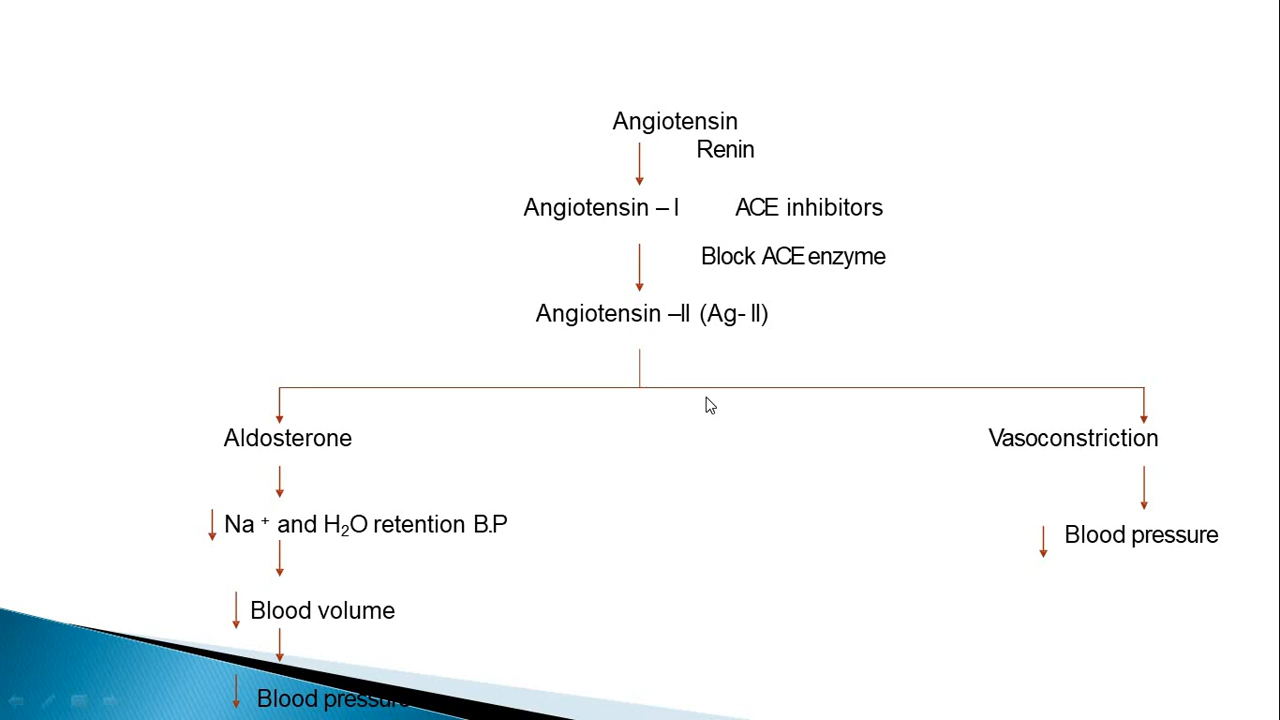 Angiotensin
Renin
Angiotensin – I ACE inhibitors
Block ACE enzyme
Angiotensin –II (Ag- II)
Aldosterone Vasoconstriction
Na + and H2O retention B.P
Blood pressure
Blood volume
Blood pressure